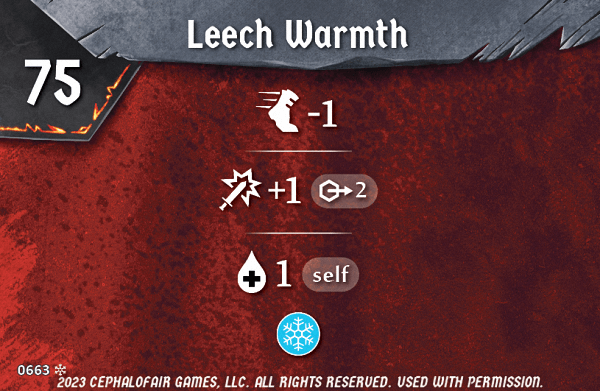 Leech Warmth
75
-1
+1 2
1 self
0663
2023 CEPHALOFAIR GAMES, LLC. ALL RIGHTS RESERVED. USED WITH PERMISSION.